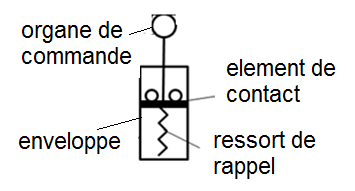 organe de
commande
element de
contact
enveloppe
ressort de
rappel